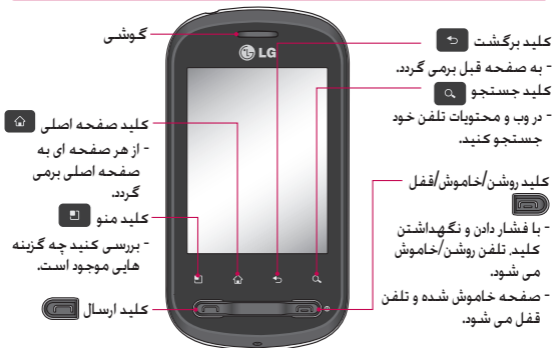 گوشی
LG
کلید برگشت
- به صفحه قبل برمی گردد.
کلید جستجو
- در وب و محتویات تلفن خود
جستجو کنید.
کلید روشن/خاموش/قفل
- با فشار دادن و نگهداشتن
کلید، تلفن روشن/خاموش
می شود.
- صفحه خاموش شده و تلفن
قفل می شود.
کلید صفحه اصلی
- از هر صفحه ای به
صفحه اصلی برمی
گردد.
کلید منو
- بررسی کنید چه گزینه
هایی موجود است.
کلید ارسال